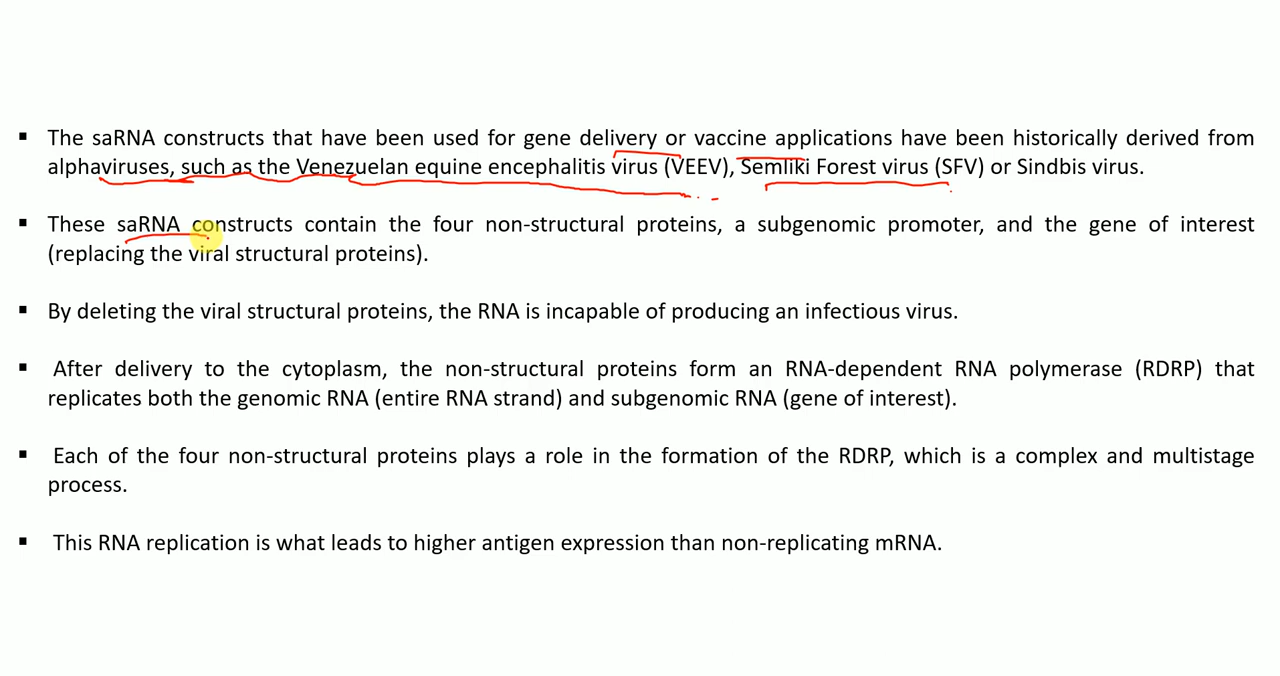 ▪ The saRNA constructs that have been used for gene delivery or vaccine applications have been historically derived from
alphaviruses, such as the Venezuelan equine encephalitis virus (VEEV), Semliki Forest virus (SFV) or Sindbis virus.
▪ These saRNA constructs contain the four non-structural proteins, a subgenomic promoter, and the gene of interest
(replacing the viral structural proteins).
▪ By deleting the viral structural proteins, the RNA is incapable of producing an infectious virus.
▪ After delivery to the cytoplasm, the non-structural proteins form an RNA-dependent RNA polymerase (RDRP) that
replicates both the genomic RNA (entire RNA strand) and subgenomic RNA (gene of interest).
▪ Each of the four non-structural proteins plays a role in the formation of the RDRP, which is a complex and multistage
process.
▪ This RNA replication is what leads to higher antigen expression than non-replicating mRNA.